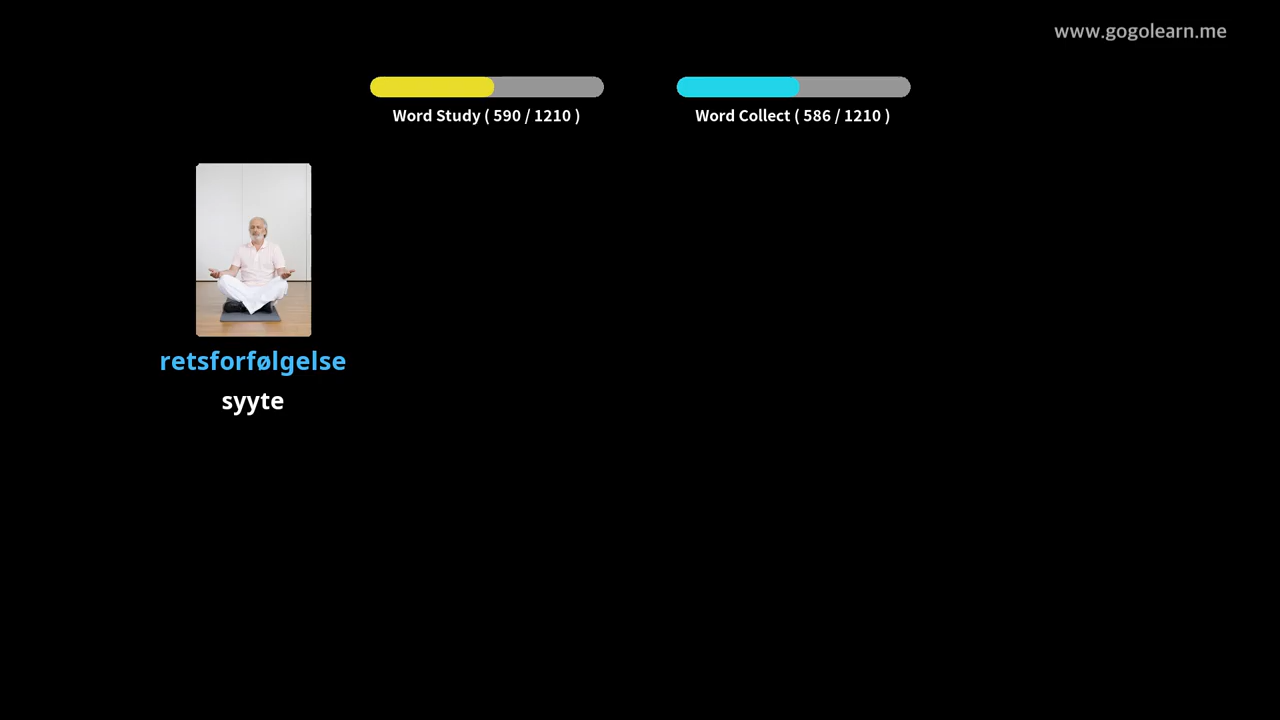 www.gogolearn.me
Word Study ( 590 / 1210 )
Word Collect ( 586 / 1210 )
retsforfølgelse
syyte